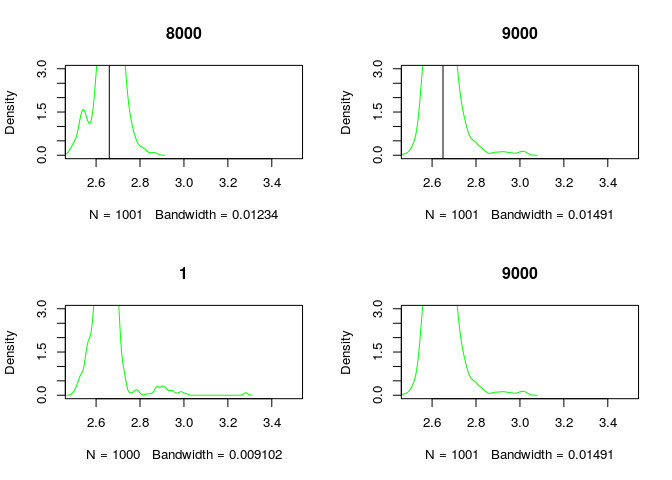 8000
Density
0.0 1.5 3.0
2.6 2.8 3.0 3.2 3.4
N = 1001 Bandwidth = 0.01234
9000
Density
0.0 1.5 3.0
2.6 2.8 3.0 3.2 3.4
N = 1001 Bandwidth = 0.01491
1
Density
0.0 1.5 3.0
2.6 2.8 3.0 3.2 3.4
N = 1000 Bandwidth = 0.009102
9000
Density
0.0 1.5 3.0
2.6 2.8 3.0 3.2 3.4
N = 1001 Bandwidth = 0.01491